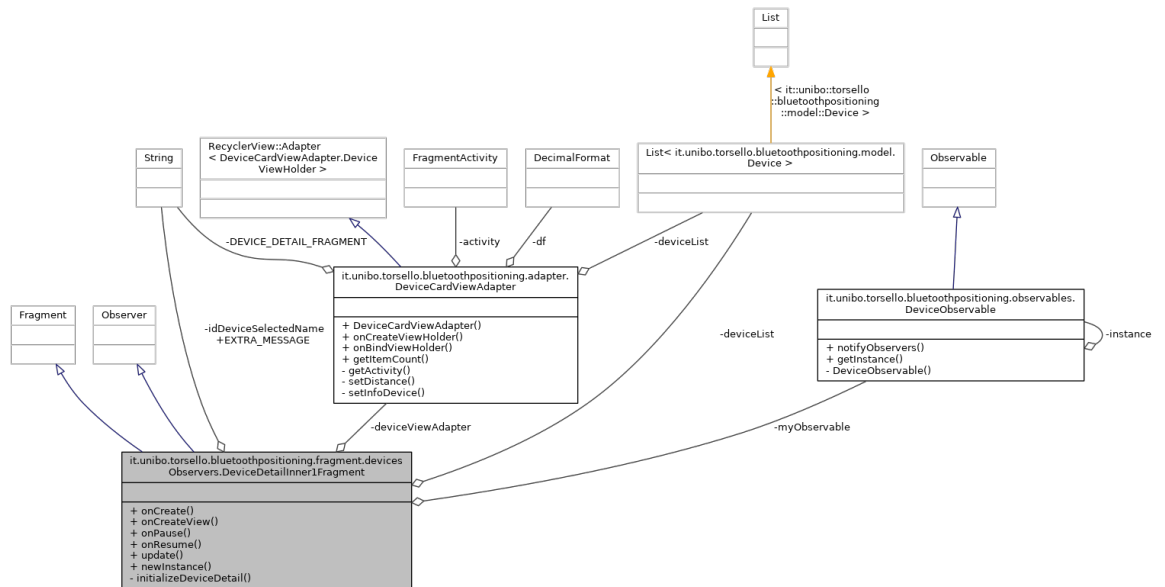 List
< it::unibo::torsello
::bluetoothpositioning
::model::Device >
String
RecyclerView::Adapter
< DeviceCardViewAdapter.Device
ViewHolder >
FragmentActivity
DecimalFormat
List< it.unibo.torsello.bluetoothpositioning.model.
Device >
Observable
-DEVICE_DETAIL_FRAGMENT
-activity
-df
-deviceList
it.unibo.torsello.bluetoothpositioning.adapter.
DeviceCardViewAdapter
+ DeviceCardViewAdapter()
+ onCreateViewHolder()
+ onBindViewHolder()
+ getItemCount()
- getActivity()
- setDistance()
- setInfoDevice()
it.unibo.torsello.bluetoothpositioning.observables.
DeviceObservable
+ notifyObservers()
+ getInstance()
- DeviceObservable()
-instance
Fragment
Observer
-idDeviceSelectedName
+EXTRA_MESSAGE
-deviceList
-deviceViewAdapter
-myObservable
it.unibo.torsello.bluetoothpositioning.fragment.devices
Observers.DeviceDetailInner1Fragment
+ onCreate()
+ onCreateView()
+ onPause()
+ onResume()
+ update()
+ newInstance()
- initializeDeviceDetail()